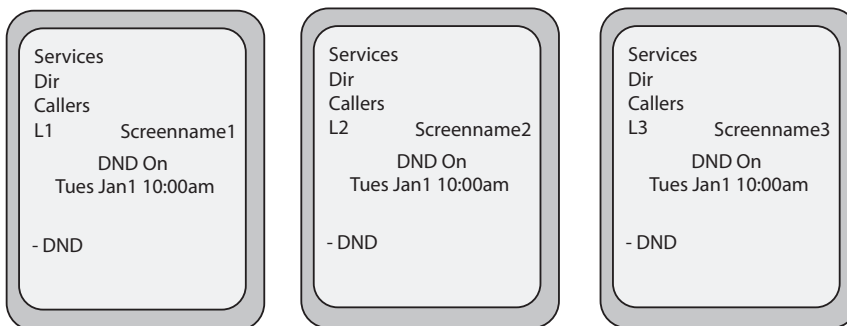 Services
Dir
Callers
L1 Screenname1
DND On
Tues Jan1 10:00am
- DND
Services
Dir
Callers
L2 Screenname2
DND On
Tues Jan1 10:00am
- DND
Services
Dir
Callers
L3 Screenname3
DND On
Tues Jan1 10:00am
- DND